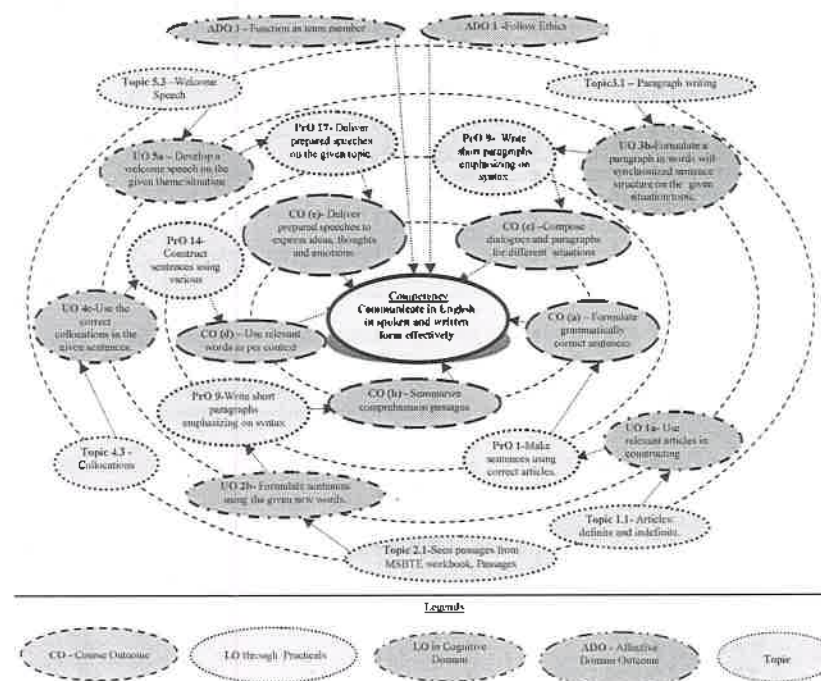 ADO 3 - Function as team member
ADO 1 -Follow Ethics
Topic 5.3 -Welcome
Speech
Topic3.1 – Paragraph writing
PrO 17- Deliver
prepared speeches
on the given topic.
PrO 9- Write
short paragraphs
emphasizing on
syntax.
UO 5a – Develop a
welcome speech on the
given theme/situation
UO 3b-Formulate a
paragraph in words with
synchronized sentence
structure on the given
situation/topic.
CO (e)- Deliver
prepared speeches to
express ideas, thoughts
and emotions
CO (c) –Compose
dialogues and paragraphs
for different situations
PrO 14-
Construct
sentences using
various
Competency
Communicate in English
in spoken and written
form effectively
UO 4c-Use the
correct
collocations in the
given sentences.
CO (d) – Use relevant
words as per context
CO (a) – Formulate
grammatically
correct sentences
PrO 9-Write short
paragraphs
emphasizing on syntax
CO (b) – Summarize
comprehension passages
UO 1a- Use
relevant articles in
constructing
PrO 1-Make
sentences using
correct articles.
Topic 4.3 -
Collocations
UO 2b- Formulate sentences
using the given new words.
Topic 1.1- Articles:
definite and indefinite.
Topic 2.1-Seen passages from
MSBTE workbook, Passages
Legends
CO - Course Outcome
LO through Practicals
LO in Cognitive
Domain
ADO - Affective
Domain Outcome
Topic